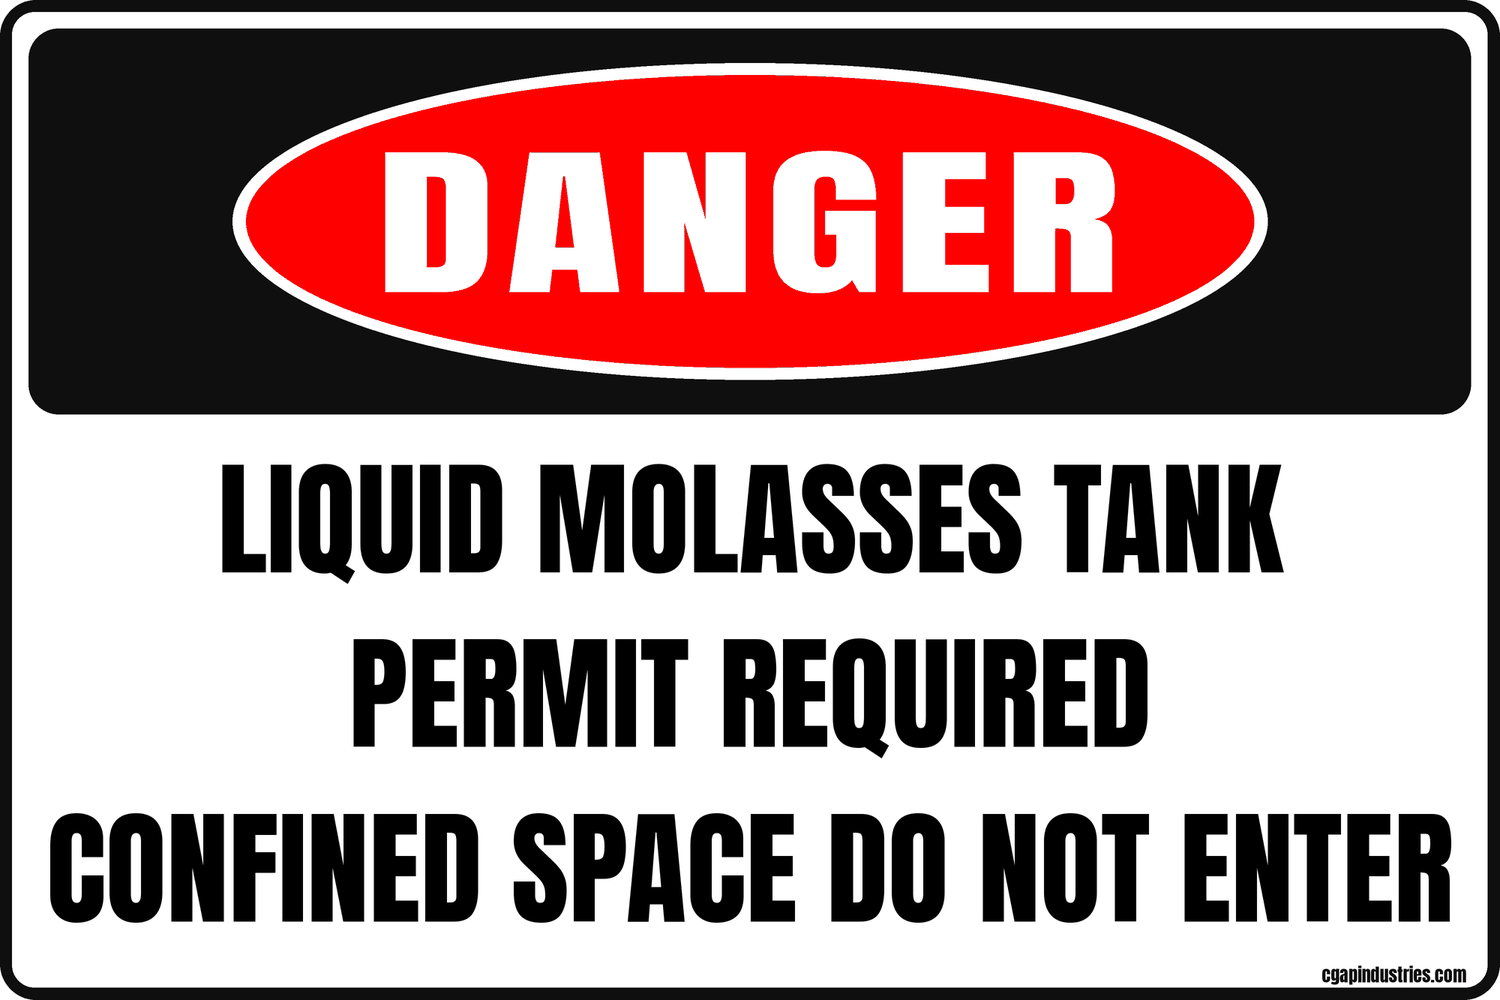 DANGER
LIQUID MOLASSES TANK
PERMIT REQUIRED
CONFINED SPACE DO NOT ENTER
cgapindustries.com